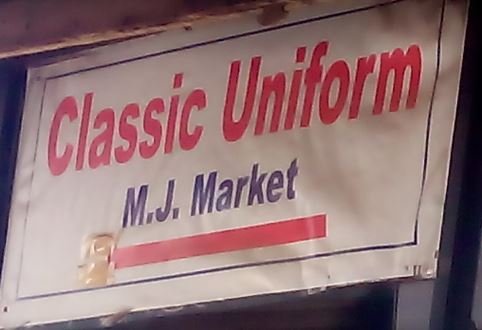 Classic Uniform
M.J. Market